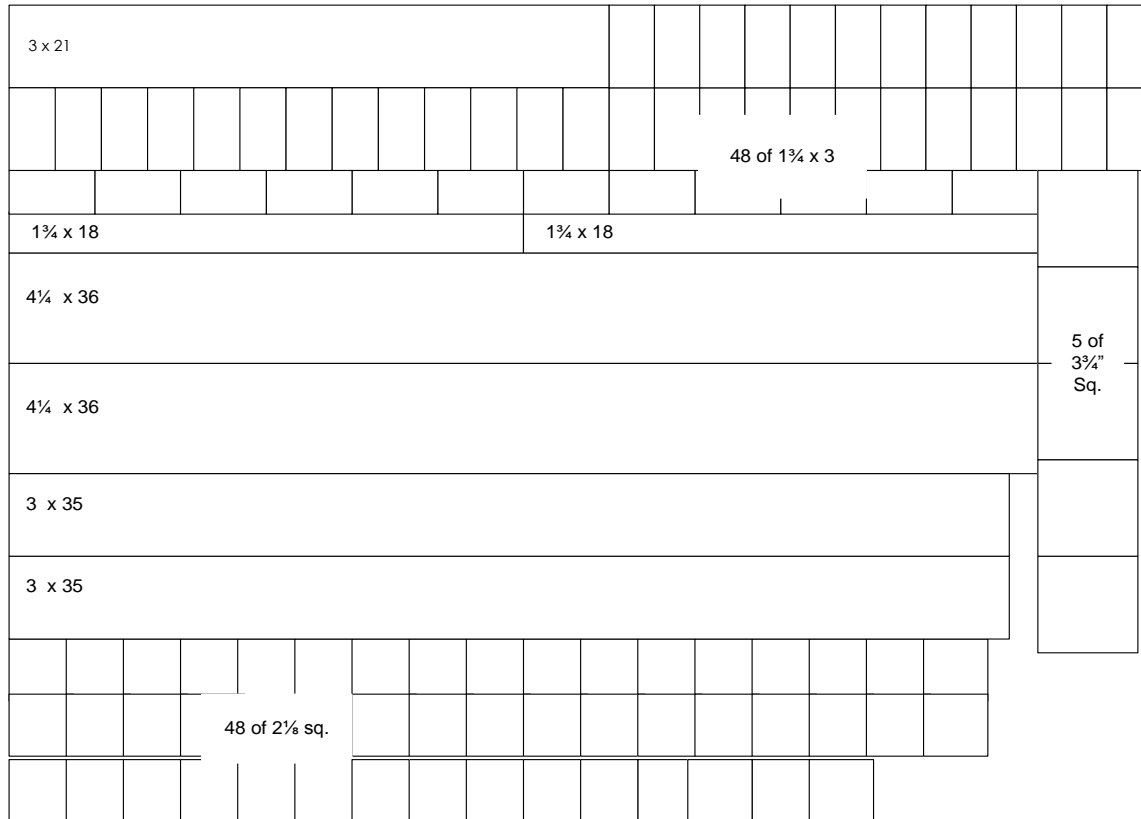 3 x 21
48 of 1¾ x 3
1¾ x 18
1¾ x 18
4¼ x 36
5 of
3¾”
Sq.
4¼ x 36
3 x 35
3 x 35
48 of 2⅛ sq.